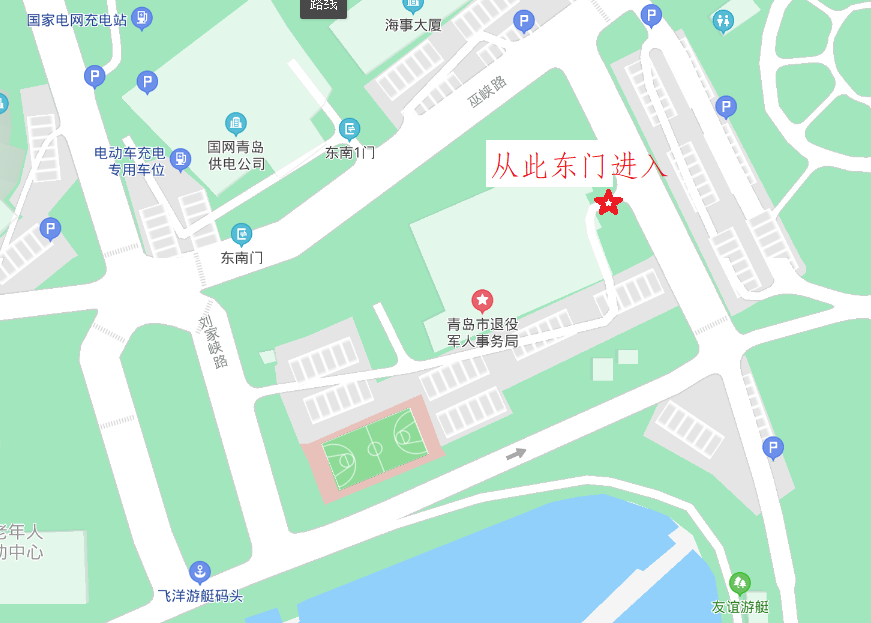 路线
国家电网充电站
P
海事大厦
P
P
P
P
巫峡路
P
国网青岛
供电公司
东南1门
电动车充电
专用车位
从此东门进入
P
东南门
青岛市退役
军人事务局
刘家峡路
P
老年人
动中心
飞洋游艇码头
友谊游艇